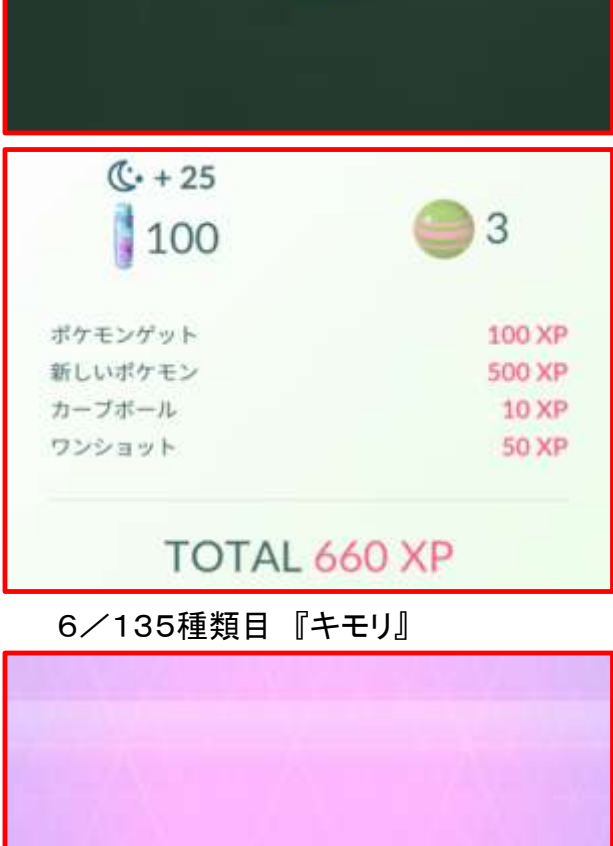 + 25
100
3
ポケモンゲット 100 XP
新しいポケモン 500 XP
カーブボール 10 XP
ワンショット 50 XP
TOTAL 660 XP
6／135種類目 『キモリ』